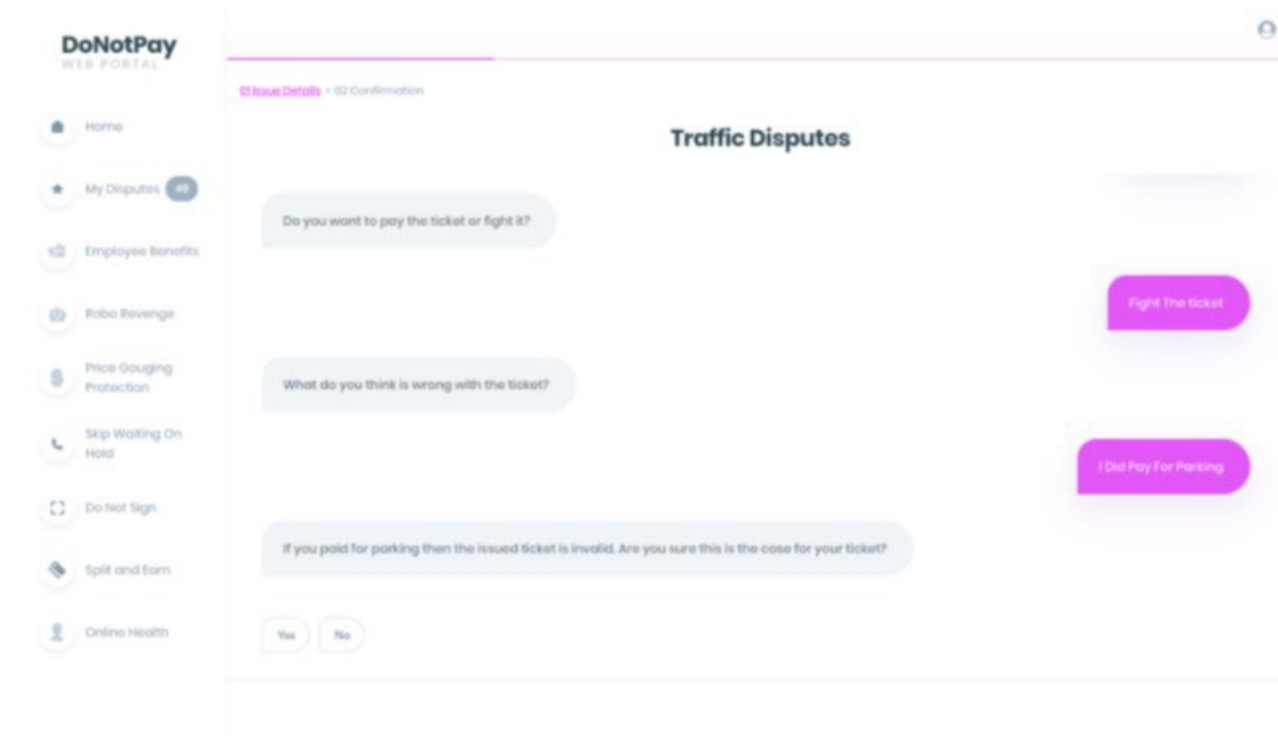 DoNotPay
WEB PORTAL
Home
My Disputes
Employee Benefits
Robo Revenge
Price Gouging
Protection
Skip Waiting On
Hold
Do Not Sign
Split and Earn
Online Health
01 Issue Details > 02 Confirmation
Traffic Disputes
Do you want to pay the ticket or fight it?
Fight The ticket
What do you think is wrong with the ticket?
I Did Pay For Parking
If you paid for parking then the issued ticket is invalid. Are you sure this is the case for your ticket?
Yes
No